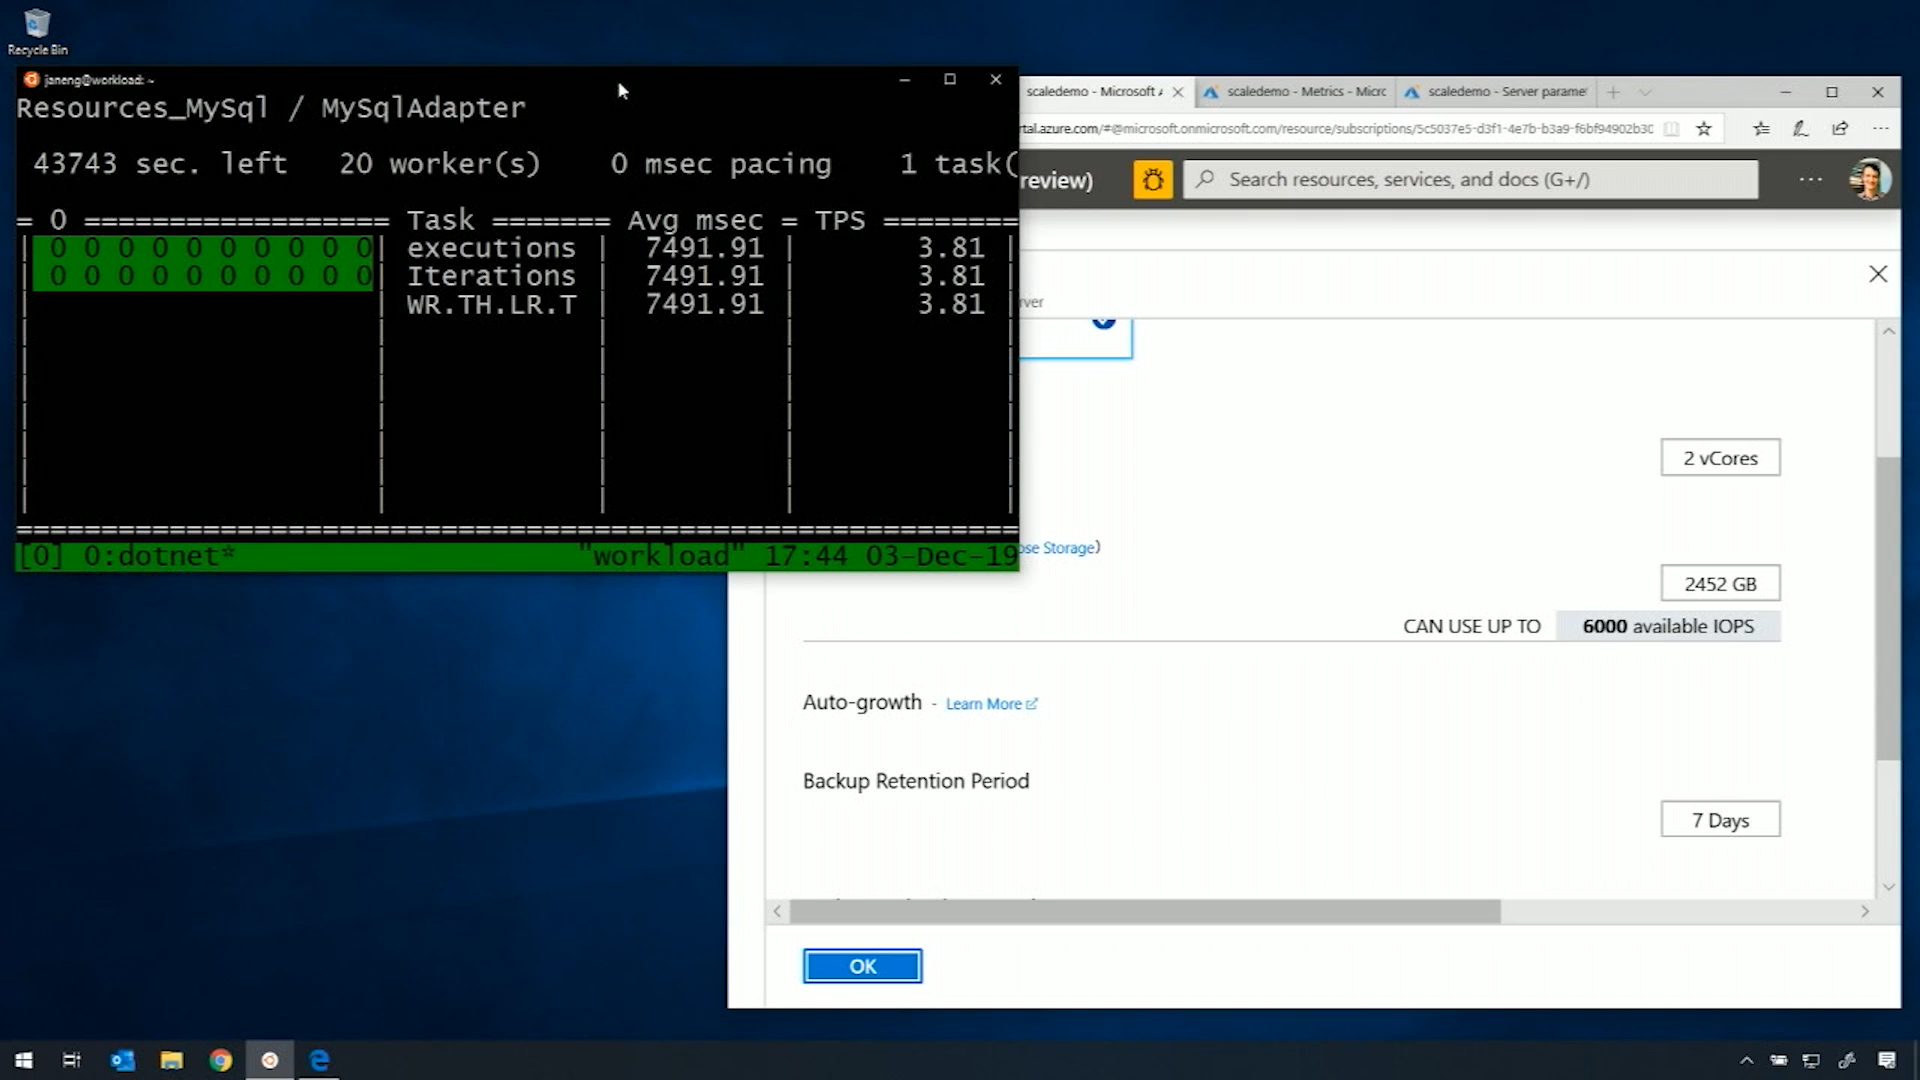 Recycle Bin
janeng@workload: ~
Resources_MySql / MySqlAdapter
43743 sec. left 20 worker(s) 0 msec pacing 1 task(
= 0 ================== Task ======= Avg msec = TPS ========
| 0 0 0 0 0 0 0 0 0 0| executions | 7491.91 | 3.81 |
| 0 0 0 0 0 0 0 0 0 0| Iterations | 7491.91 | 3.81 |
| WR.TH.LR.T | 7491.91 | 3.81 |
[0] 0:dotnet* "workload" 17:44 03-Dec-19
scaledemo - Microsoft A
scaledemo - Metrics - Micro
scaledemo - Server parame
rtal.azure.com/#@microsoft.onmicrosoft.com/resource/subscriptions/5c5037e5-d3f1-4e7b-b3a9-f6bf94902b30
review)
Search resources, services, and docs (G+/)
rver
2 vCores
ose Storage)
2452 GB
CAN USE UP TO 6000 available IOPS
Auto-growth - Learn More
Backup Retention Period
7 Days
OK